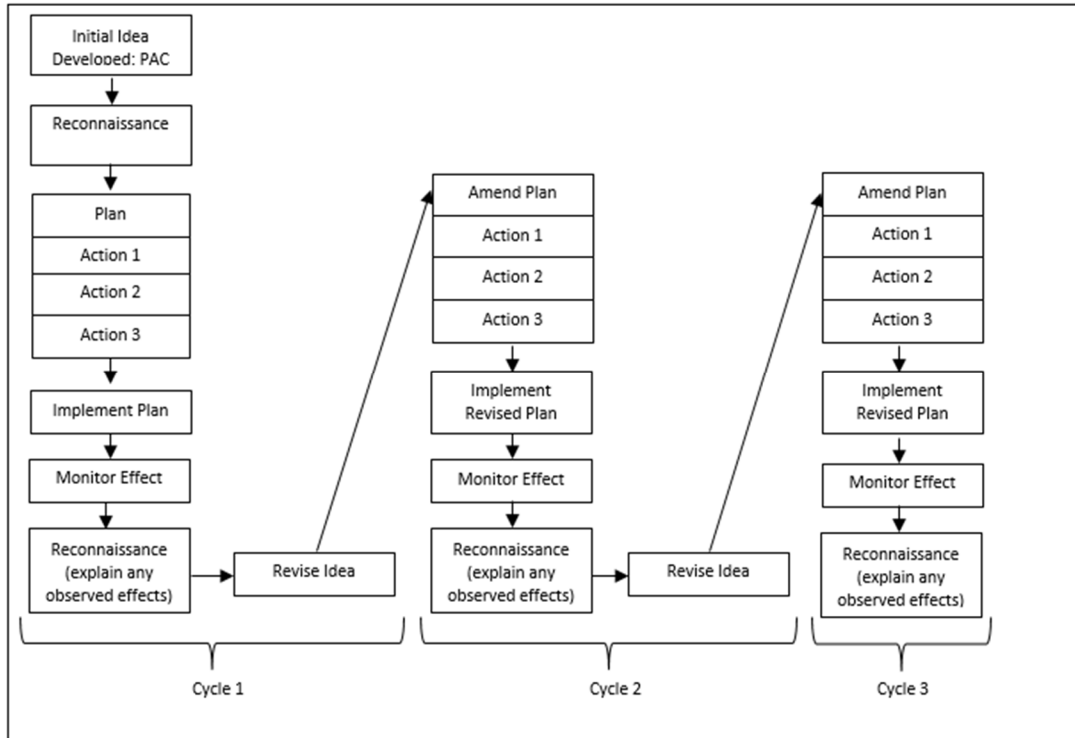 Initial Idea
Developed: PAC
Reconnaissance
Plan
Action 1
Action 2
Action 3
Implement Plan
Monitor Effect
Reconnaissance
(explain any
observed effects)
Revise Idea
Cycle 1
Amend Plan
Action 1
Action 2
Action 3
Implement
Revised Plan
Monitor Effect
Reconnaissance
(explain any
observed effects)
Revise Idea
Cycle 2
Amend Plan
Action 1
Action 2
Action 3
Implement
Revised Plan
Monitor Effect
Reconnaissance
(explain any
observed effects)
Cycle 3